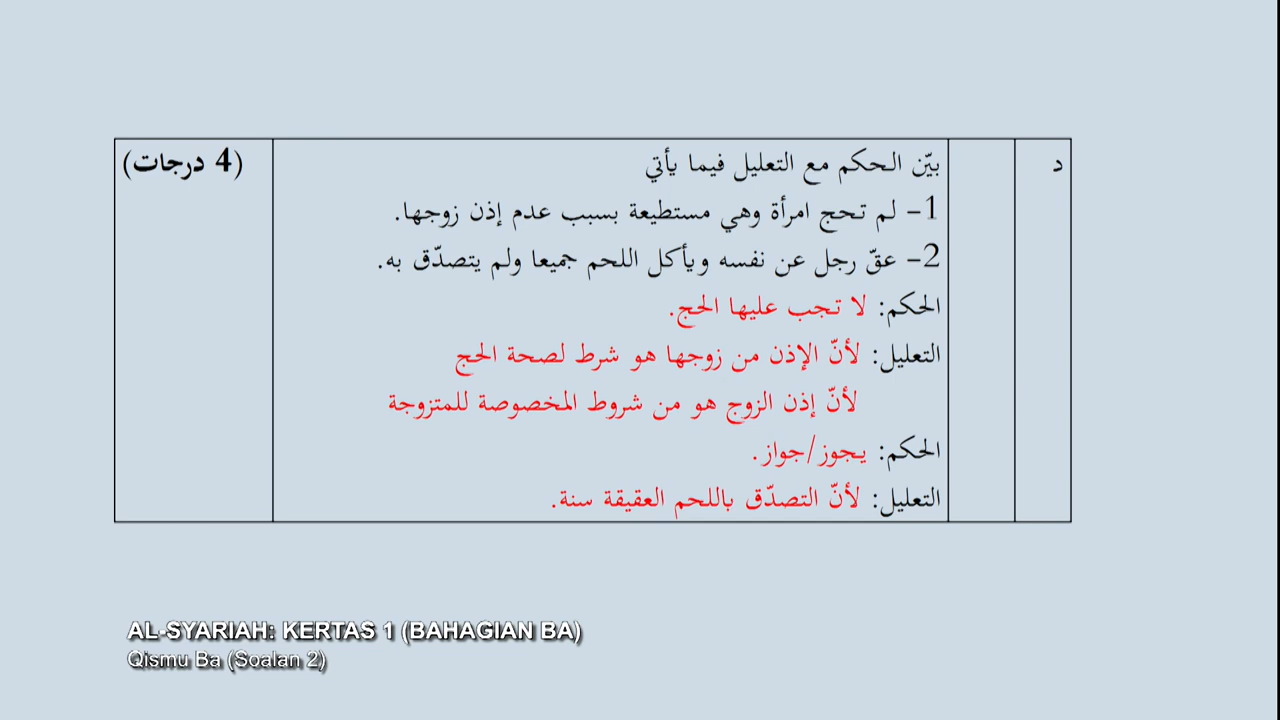 د
بيّن الحكم مع التعليل فيما يأتي
(4 درجات)
1- لم تحج امرأة وهي مستطيعة بسبب عدم إذن زوجها.
2- عقّ رجل عن نفسه ويأكل اللحم جميعا ولم يتصدّق به.
الحكم: لا تجب عليها الحج.
التعليل: لأنّ الإذن من زوجها هو شرط لصحة الحج
لأنّ إذن الزوج هو من شروط المخصوصة للمتزوجة
الحكم: يجوز/جواز.
التعليل: لأنّ التصدّق باللحم العقيقة سنة.
AL-SYARIAH: KERTAS 1 (BAHAGIAN BA)
Qismu Ba (Soalan 2)